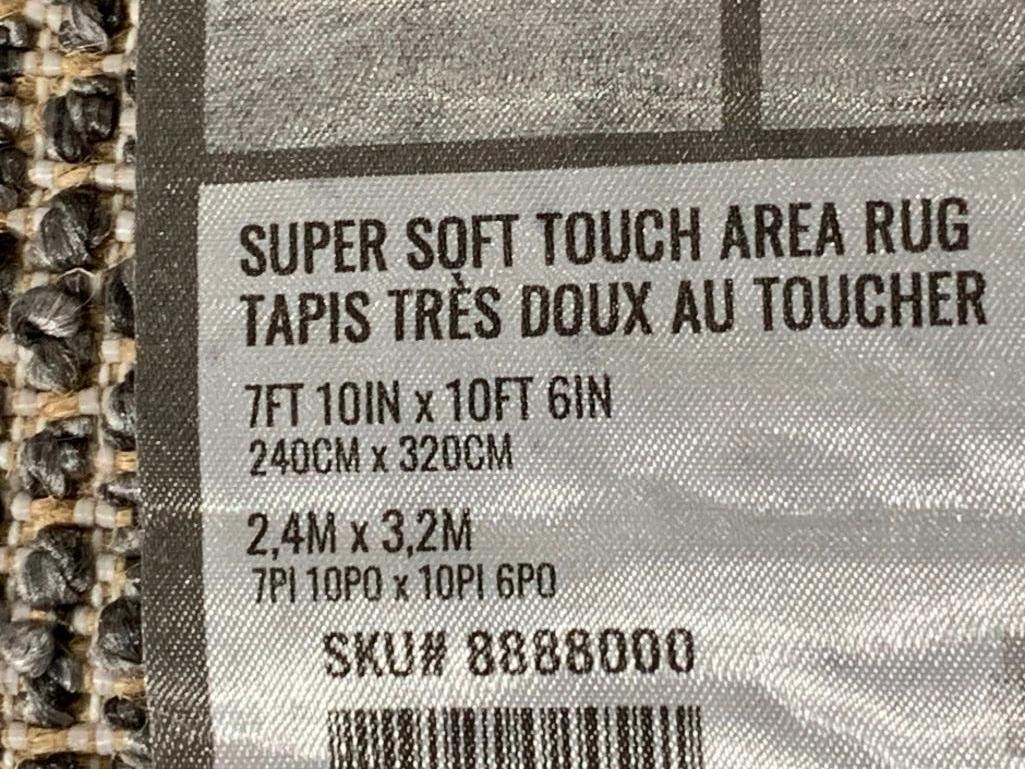 SUPER SOFT TOUCH AREA RUG
TAPIS TRÈS DOUX AU TOUCHER
7FT 10IN x 10FT 6IN
240CM x 320CM
2,4M x 3,2M
7PI 10PO x 10PI 6PO
SKU# 8888000